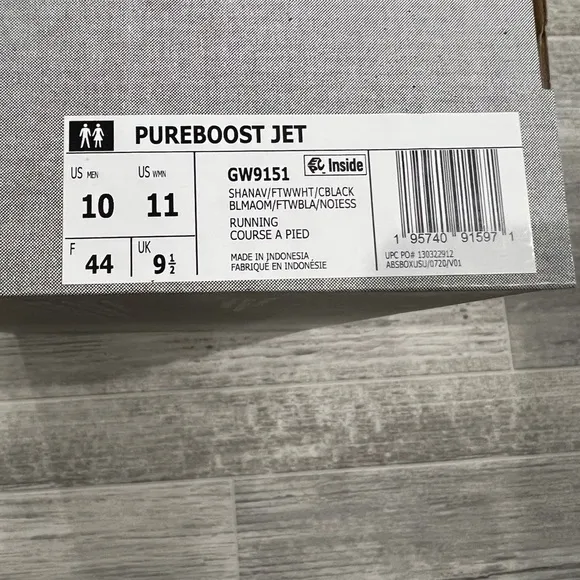 PUREBOOST JET
US MEN
10
US WMN
11
F
44
UK
9 1/2
GW9151
Inside
SHANAV/FTWWHT/CBLACK
BLMAOM/FTWBLA/NOIESS
RUNNING
COURSE A PIED
MADE IN INDONESIA
FABRIQUÉ EN INDONÉSIE
1 95740 91597 1
UPC PO# 130322912
ABSBOXUSU/0720/V01